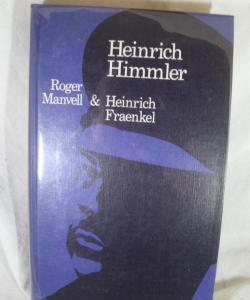 Heinrich
Himmler
Roger
Manvell & Heinrich
Fraenkel